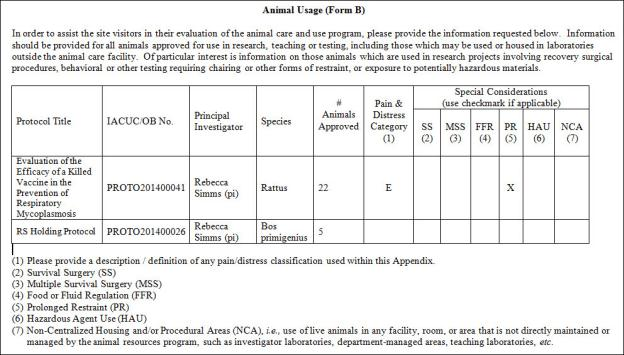 Animal Usage (Form B)
In order to assist the site visitors in their evaluation of the animal care and use program, please provide the information requested below.  Information
should be provided for all animals approved for use in research, teaching or testing, including those which may be used or housed in laboratories
outside the animal care facility.  Of particular interest is information on those animals which are used in research projects involving recovery surgical
procedures, behavioral or other testing requiring chairing or other forms of restraint, or exposure to potentially hazardous materials.
Protocol Title
IACUC/OB No.
Principal
Investigator
Species
#
Animals
Approved
Pain &
Distress
Category
(1)
Special Considerations
(use checkmark if applicable)
SS
(2)
MSS
(3)
FFR
(4)
PR
(5)
HAU
(6)
NCA
(7)
Evaluation of the
Efficacy of a Killed
Vaccine in the
Prevention of
Respiratory
Mycoplasmosis
PROTO201400041
Rebecca
Simms (pi)
Rattus
22
E
X
RS Holding Protocol
PROTO201400026
Rebecca
Simms (pi)
Bos
primigenius
5
(1) Please provide a description / definition of any pain/distress classification used within this Appendix.
(2) Survival Surgery (SS)
(3) Multiple Survival Surgery (MSS)
(4) Food or Fluid Regulation (FFR)
(5) Prolonged Restraint (PR)
(6) Hazardous Agent Use (HAU)
(7) Non-Centralized Housing and/or Procedural Areas (NCA), i.e., use of live animals in any facility, room, or area that is not directly maintained or
managed by the animal resources program, such as investigator laboratories, department-managed areas, teaching laboratories, etc.